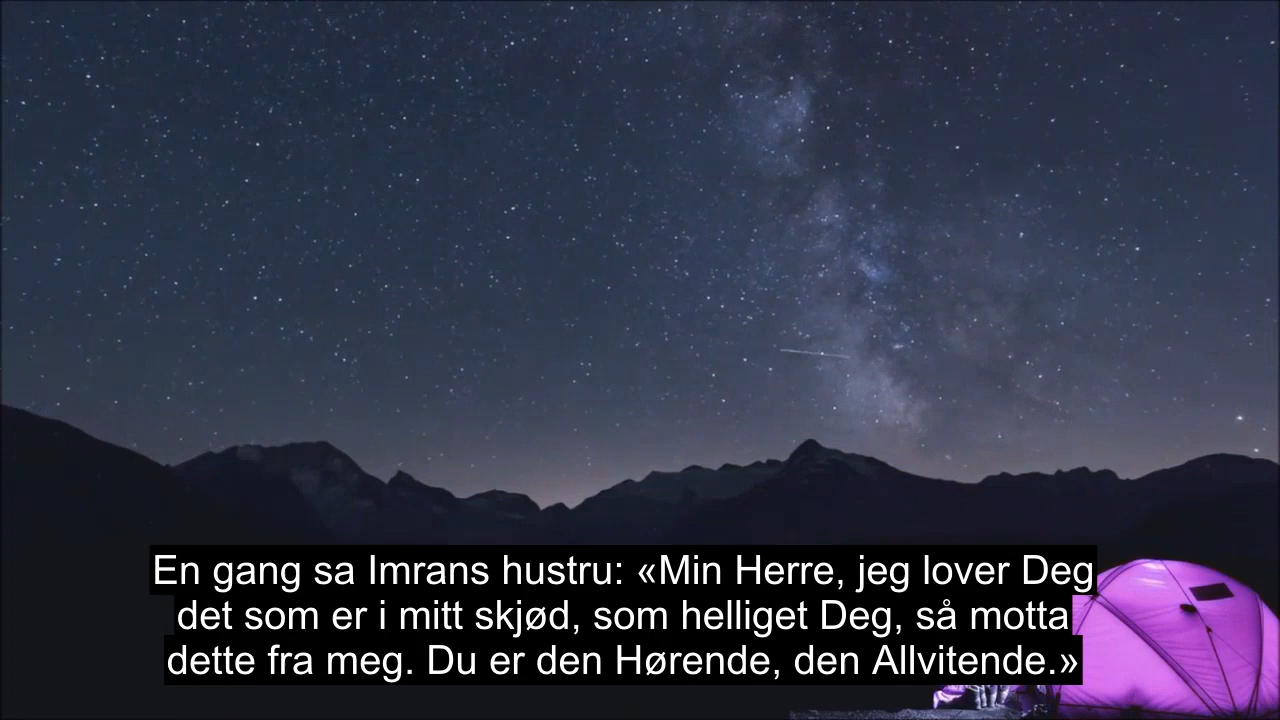 En gang sa Imrans hustru: «Min Herre, jeg lover Deg
det som er i mitt skjød, som helliget Deg, så motta
dette fra meg. Du er den Hørende, den Allvitende.»